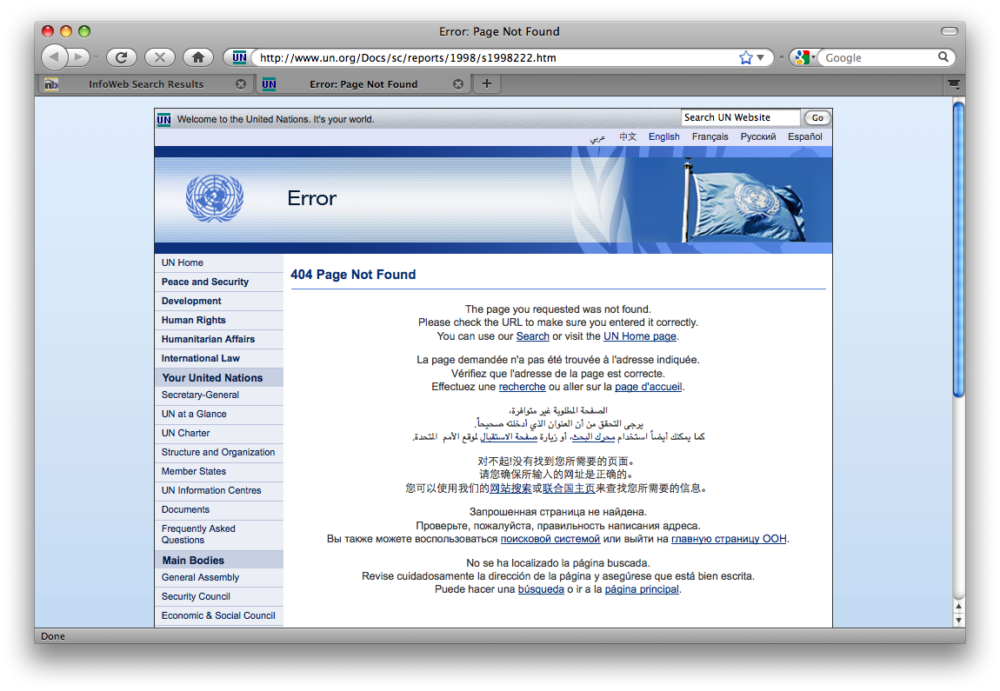 Error: Page Not Found
UN http://www.un.org/Docs/sc/reports/1998/s1998222.htm
Google
nb InfoWeb Search Results
UN Error: Page Not Found
UN Welcome to the United Nations. It's your world.
Search UN Website Go
عربي 中文 English Français Русский Español
Error
UN Home
Peace and Security
Development
Human Rights
Humanitarian Affairs
International Law
Your United Nations
Secretary-General
UN at a Glance
UN Charter
Structure and Organization
Member States
UN Information Centres
Documents
Frequently Asked
Questions
Main Bodies
General Assembly
Security Council
Economic & Social Council
404 Page Not Found
The page you requested was not found.
Please check the URL to make sure you entered it correctly.
You can use our Search or visit the UN Home page.
La page demandée n'a pas été trouvée à l'adresse indiquée.
Vérifiez que l'adresse de la page est correcte.
Effectuez une recherche ou aller sur la page d'accueil.
الصفحة المطلوبة غير متوافرة،
يرجى التحقق من أن العنوان الذي أدخلته صحيحاً.
كما يمكنك أيضاً استخدام محرك البحث، أو زيارة صفحة الاستقبال لموقع الأمم المتحدة.
对不起!没有找到您所需要的页面。
请您确保所输入的网址是正确的。
您可以使用我们的网站搜索或联合国主页来查找您所需要的信息。
Запрошенная страница не найдена.
Проверьте, пожалуйста, правильность написания адреса.
Вы также можете воспользоваться поисковой системой или выйти на главную страницу ООН.
No se ha localizado la página buscada.
Revise cuidadosamente la dirección de la página y asegúrese que está bien escrita.
Puede hacer una búsqueda o ir a la página principal.
Done